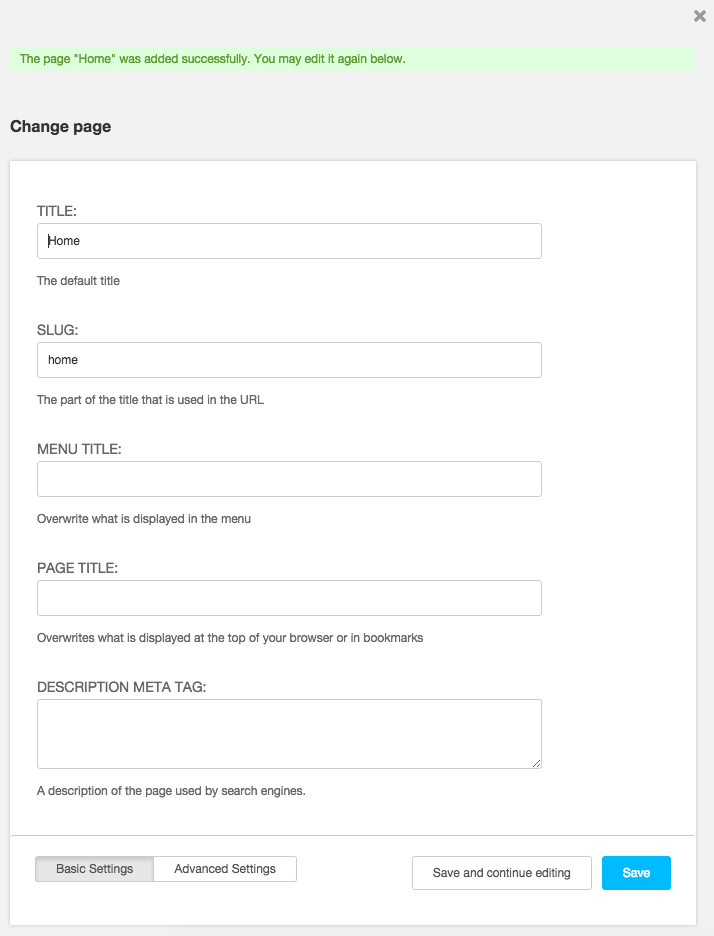 The page "Home" was added successfully. You may edit it again below.
Change page
TITLE:
Home
The default title
SLUG:
home
The part of the title that is used in the URL
MENU TITLE:
Overwrite what is displayed in the menu
PAGE TITLE:
Overwrites what is displayed at the top of your browser or in bookmarks
DESCRIPTION META TAG:
A description of the page used by search engines.
Basic Settings Advanced Settings Save and continue editing Save